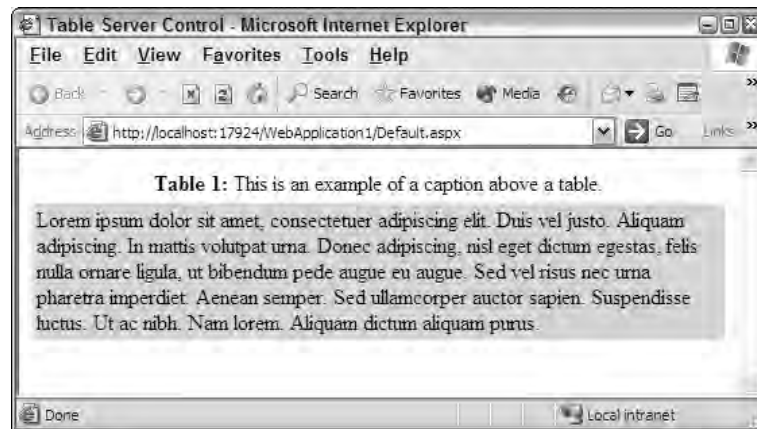 Table Server Control - Microsoft Internet Explorer
File Edit View Favorites Tools Help
Back Search Favorites Media »
Address http://localhost:17924/WebApplication1/Default.aspx Go Links »
Table 1: This is an example of a caption above a table.
Lorem ipsum dolor sit amet, consectetuer adipiscing elit. Duis vel justo. Aliquam
adipiscing. In mattis volutpat urna. Donec adipiscing, nisl eget dictum egestas, felis
nulla ornare ligula, ut bibendum pede augue eu augue. Sed vel risus nec urna
pharetra imperdiet. Aenean semper. Sed ullamcorper auctor sapien. Suspendisse
luctus. Ut ac nibh. Nam lorem. Aliquam dictum aliquam purus.
Done Local intranet